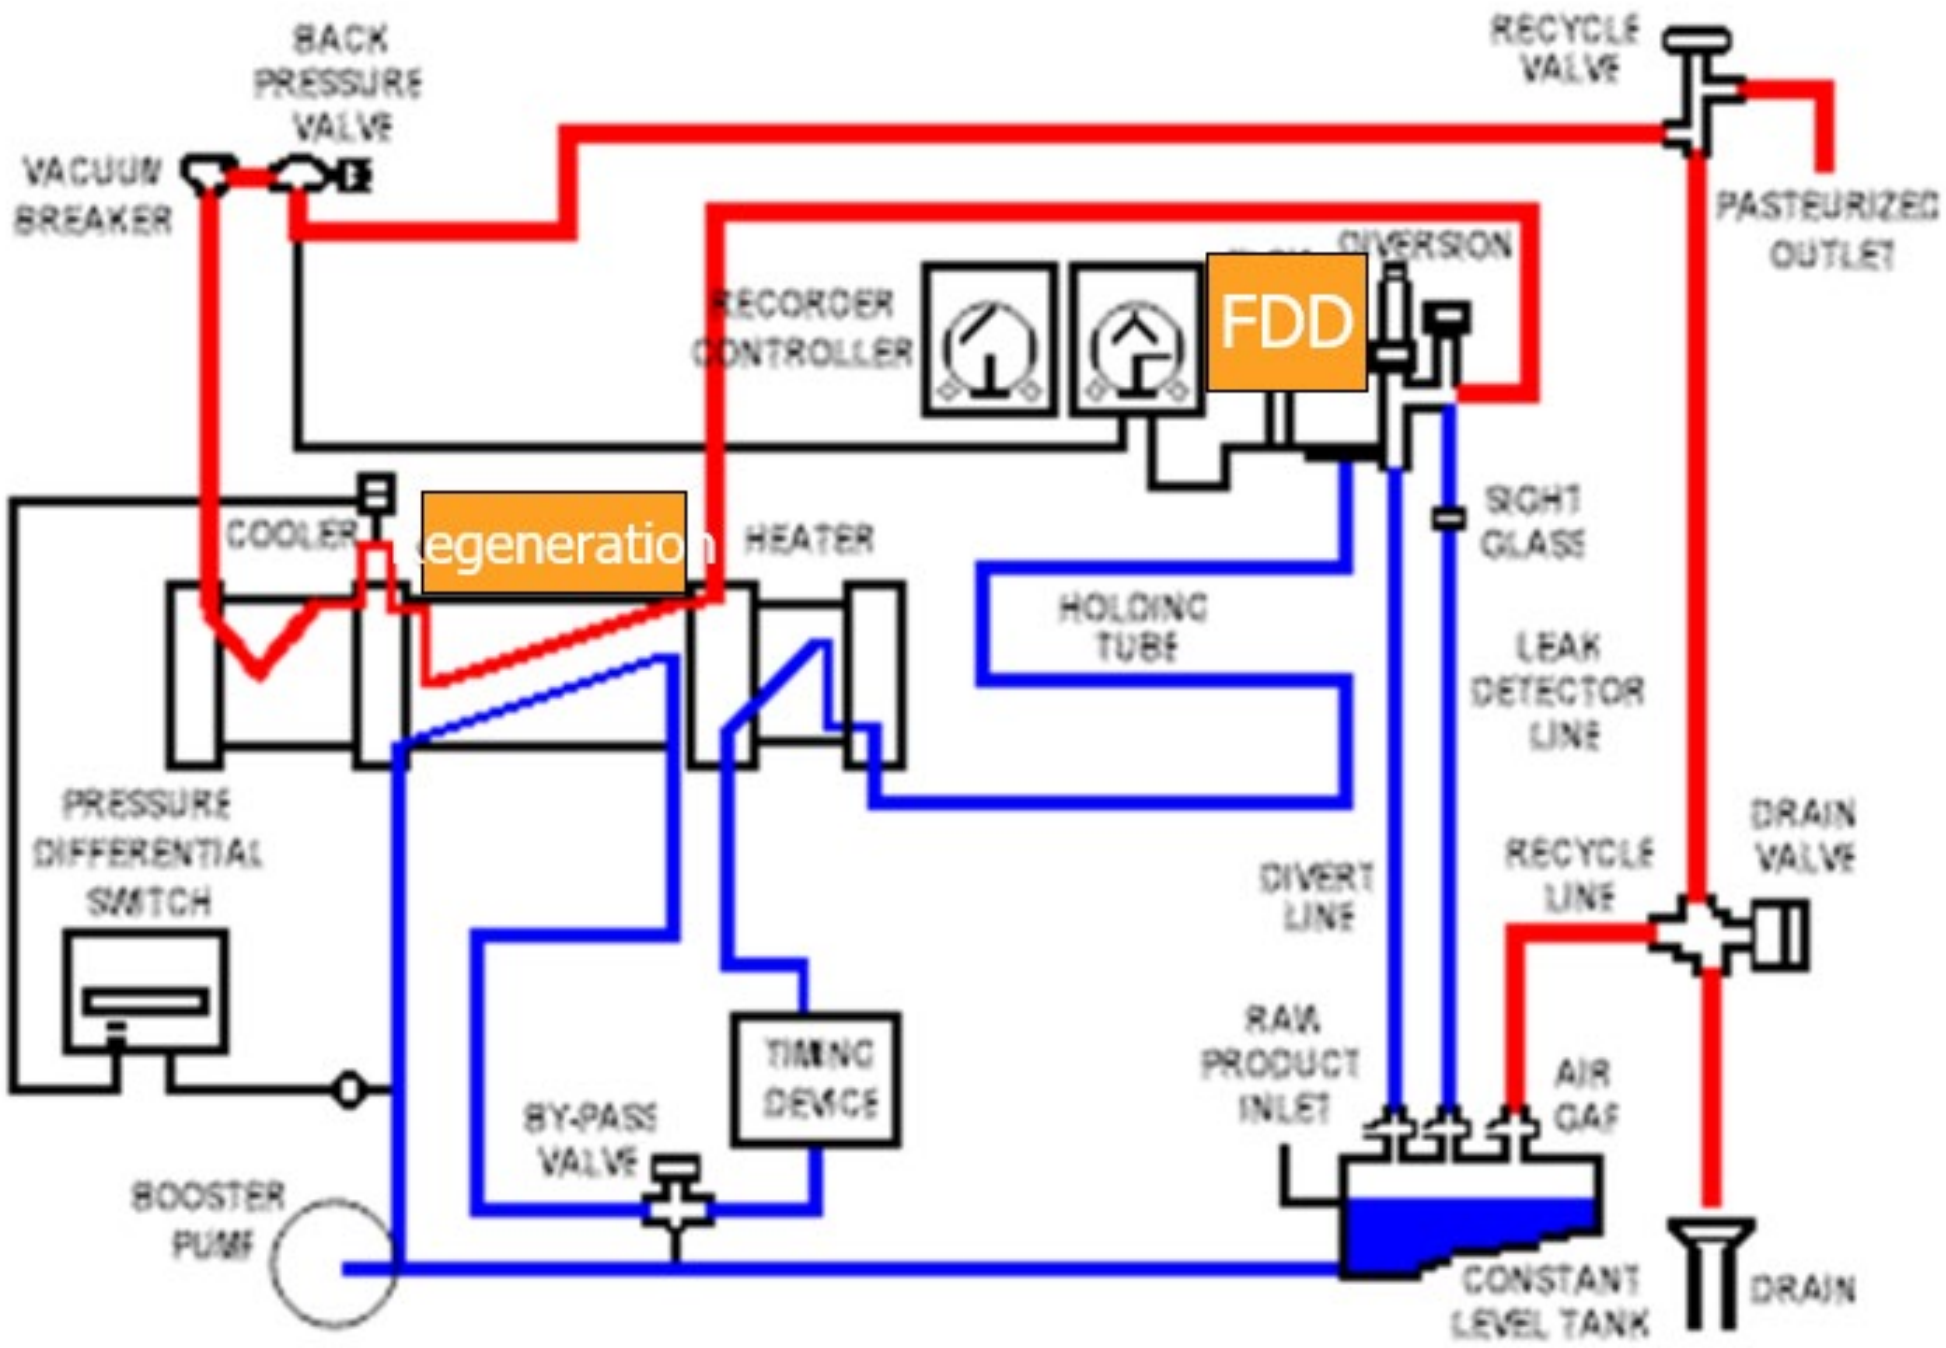 BACK
PRESSURE
VALVE
RECYCLE
VALVE
VACUUM
BREAKER
PASTEURIZED
OUTLET
RECORDER
CONTROLLER
FDD
DIVERSION
COOLER
Regeneration
HEATER
SIGHT
GLASS
HOLDING
TUBE
LEAK
DETECTOR
LINE
PRESSURE
DIFFERENTIAL
SWITCH
DIVERT
LINE
RECYCLE
LINE
DRAIN
VALVE
TIMING
DEVICE
RAW
PRODUCT
INLET
AIR
GAP
BY-PASS
VALVE
BOOSTER
PUMP
CONSTANT
LEVEL TANK
DRAIN